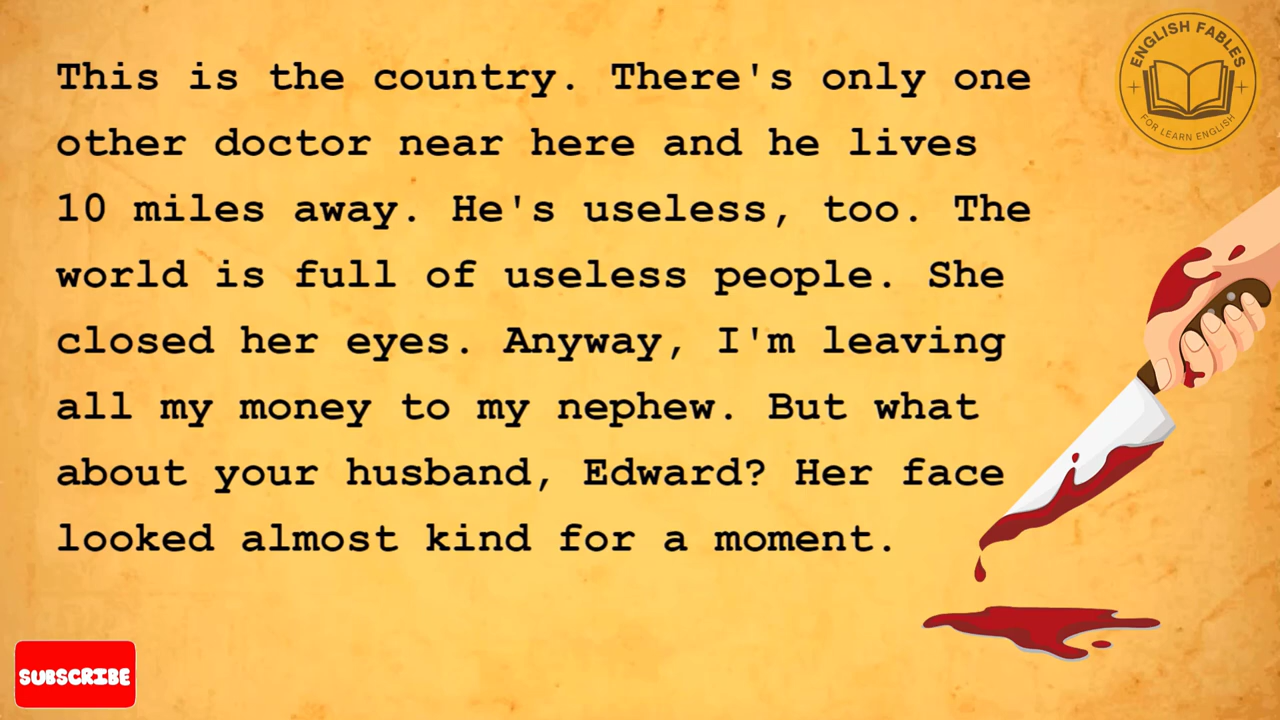 This is the country. There's only one
other doctor near here and he lives
10 miles away. He's useless, too. The
world is full of useless people. She
closed her eyes. Anyway, I'm leaving
all my money to my nephew. But what
about your husband, Edward? Her face
looked almost kind for a moment.
ENGLISH FABLES
FOR LEARN ENGLISH
SUBSCRIBE